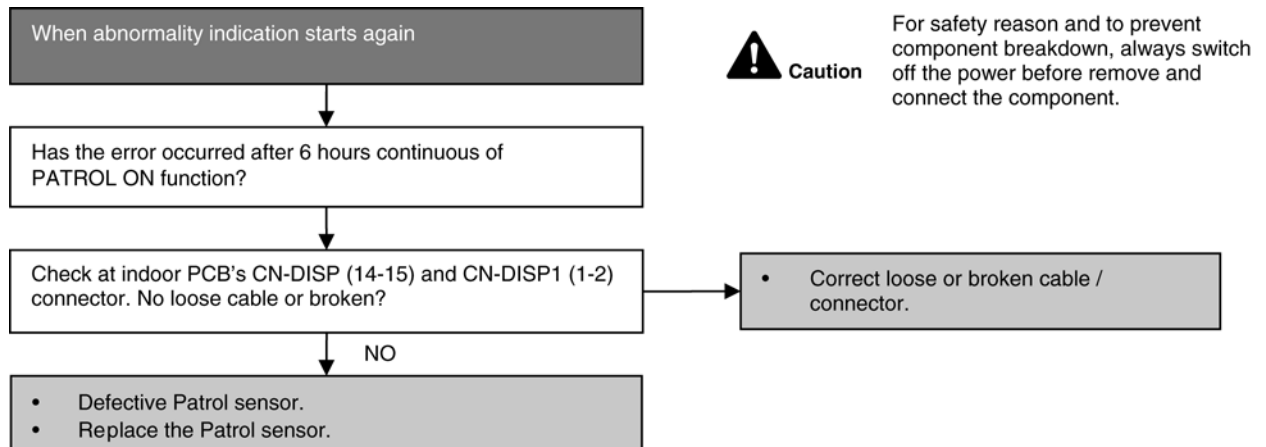 When abnormality indication starts again
Caution
For safety reason and to prevent
component breakdown, always switch
off the power before remove and
connect the component.
Has the error occurred after 6 hours continuous of
PATROL ON function?
Check at indoor PCB's CN-DISP (14-15) and CN-DISP1 (1-2)
connector. No loose cable or broken?
• Correct loose or broken cable /
connector.
NO
• Defective Patrol sensor.
• Replace the Patrol sensor.